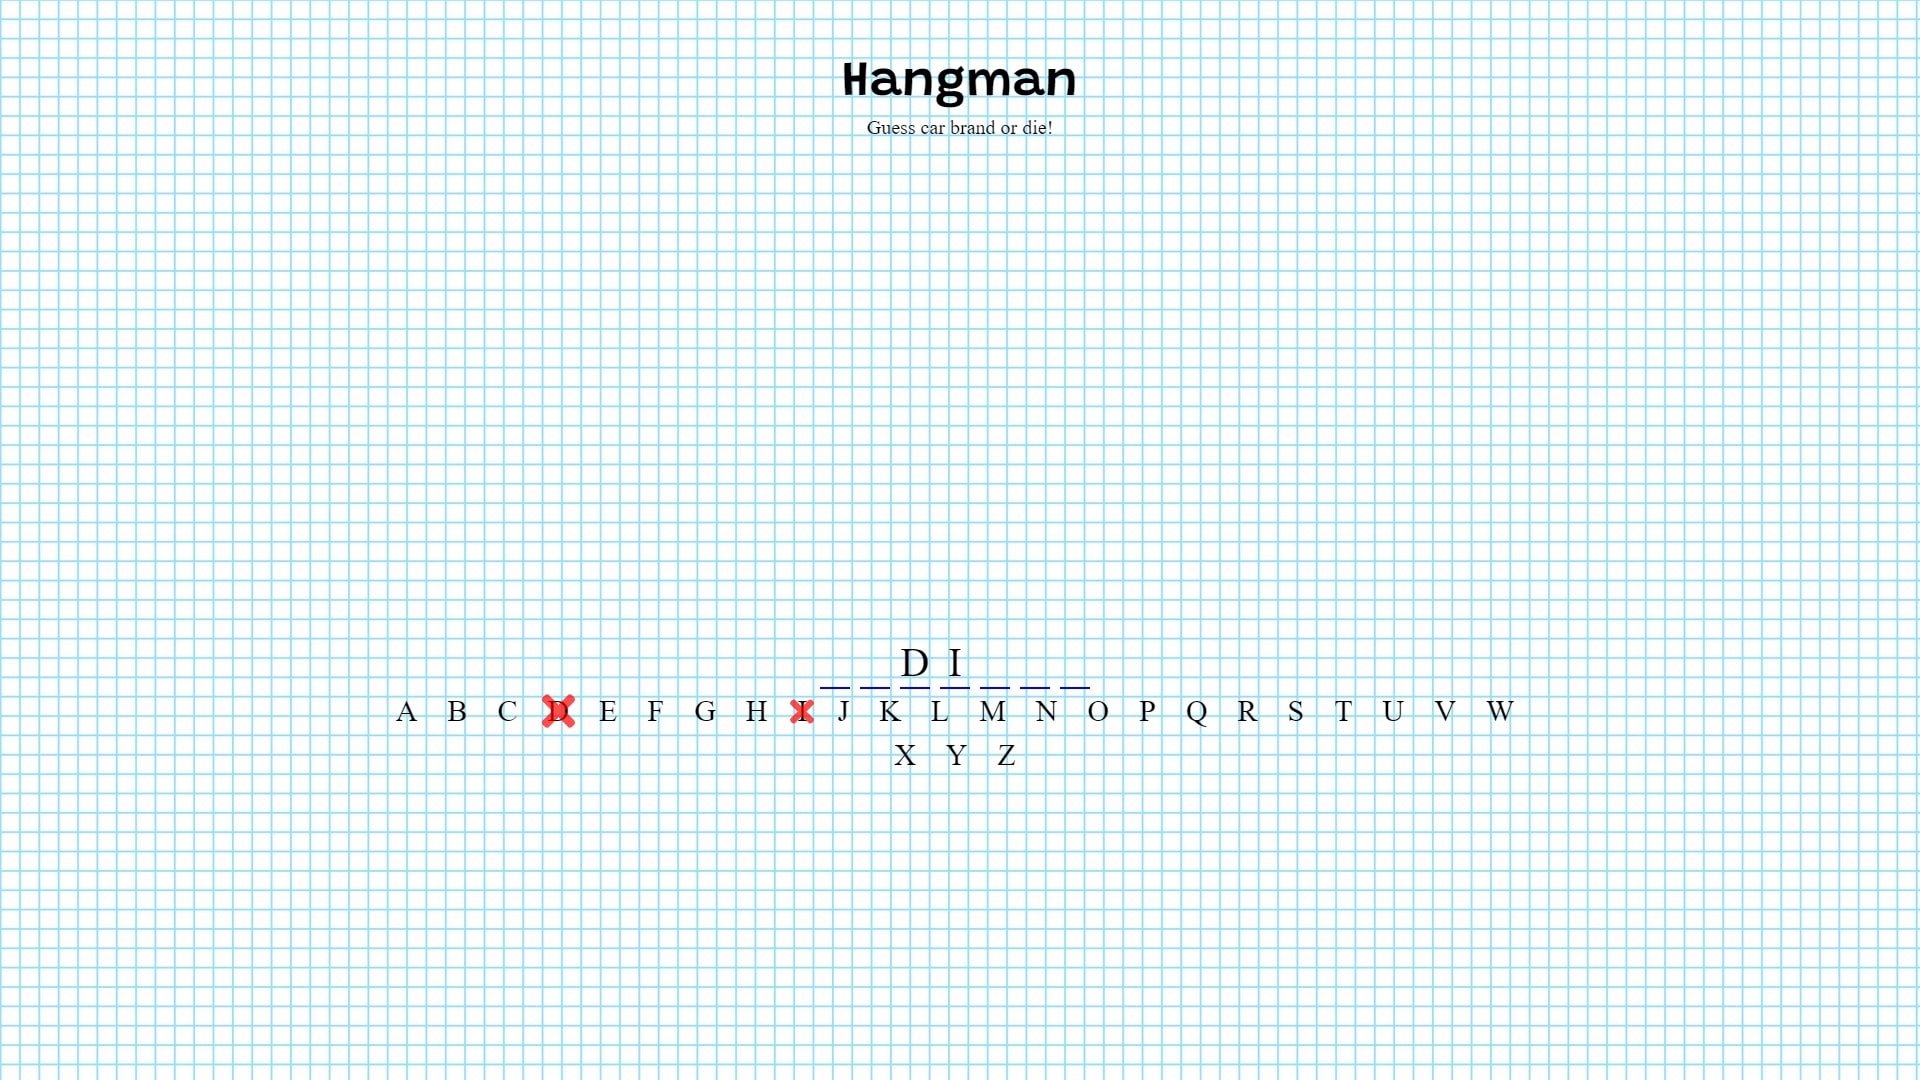 Hangman
Guess car brand or die!
D I
A B C D E F G H I J K L M N O P Q R S T U V W
X Y Z